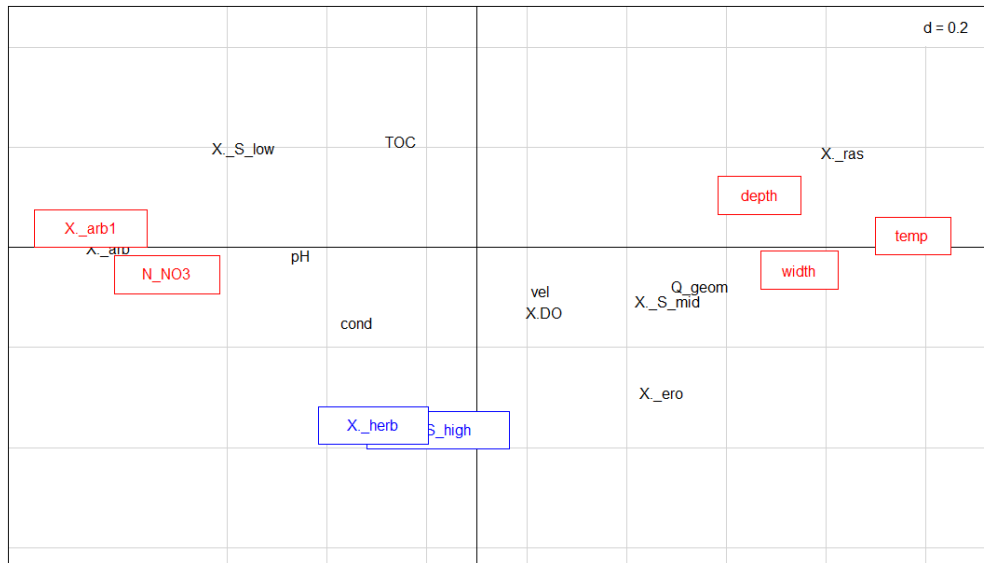 d = 0.2
TOC
X._S_low
X._ras
depth
X._arb1
temp
X._arb
pH
N_NO3
width
Q_geom
vel
X._S_mid
X.DO
cond
X._ero
X._herb
S_high